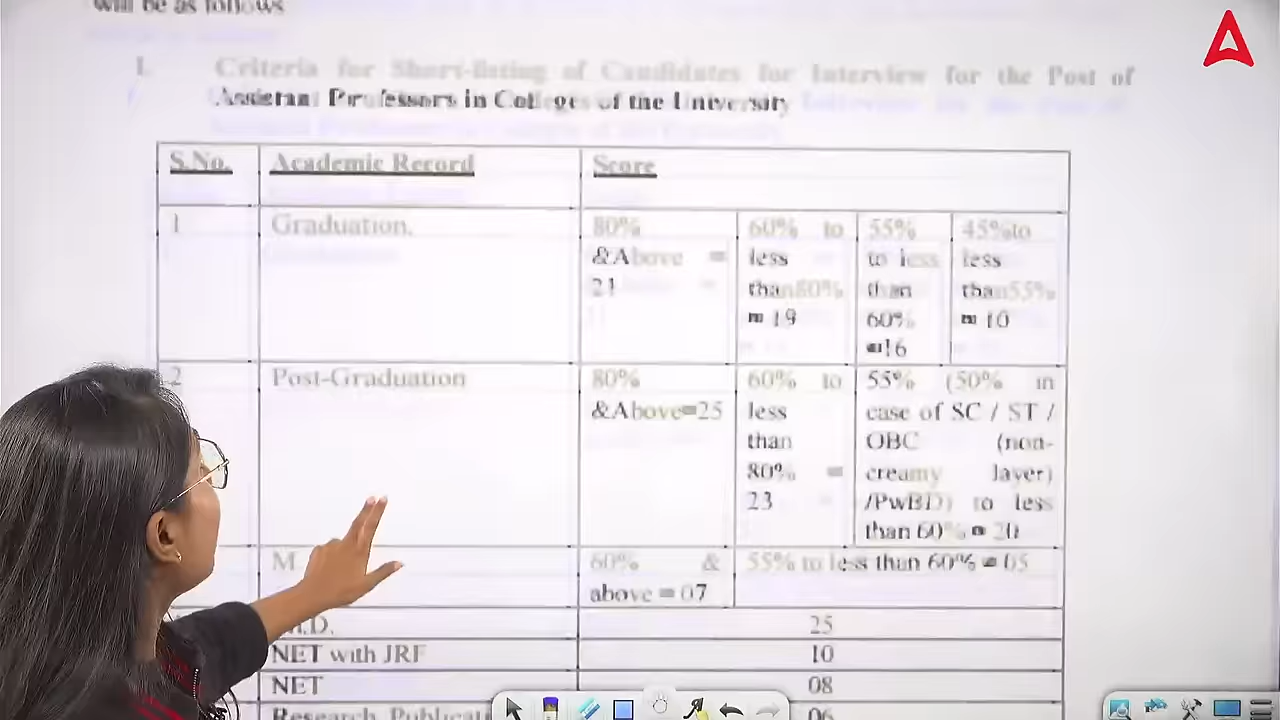 will be as follows
I. Criteria for Short-listing of Candidates for Interview for the Post of
Assistant Professors in Colleges of the University
S.No. Academic Record Score
1 Graduation. 80% &Above = 21 60% to less than80% = 19 55% to less than 60% =16 45%to less than55% = 10
2 Post-Graduation 80% &Above=25 60% to less than 80% = 23 55% (50% in case of SC / ST / OBC (non-creamy layer) /PwBD) to less than 60% = 20
M. 60% & above = 07 55% to less than 60% = 05
h.D. 25
NET with JRF 10
NET 08
Research Publicat 06